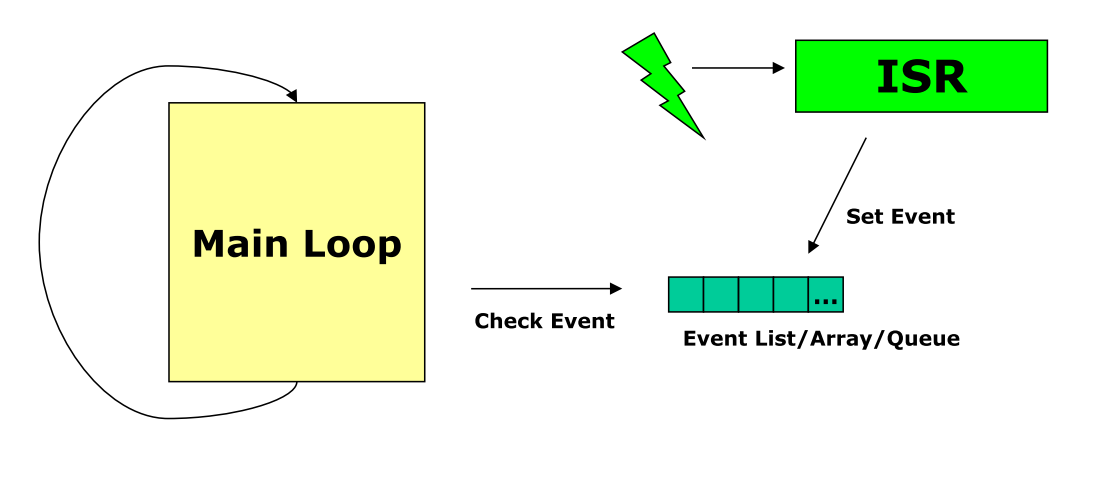 ISR
Set Event
Main Loop
...
Check Event
Event List/Array/Queue